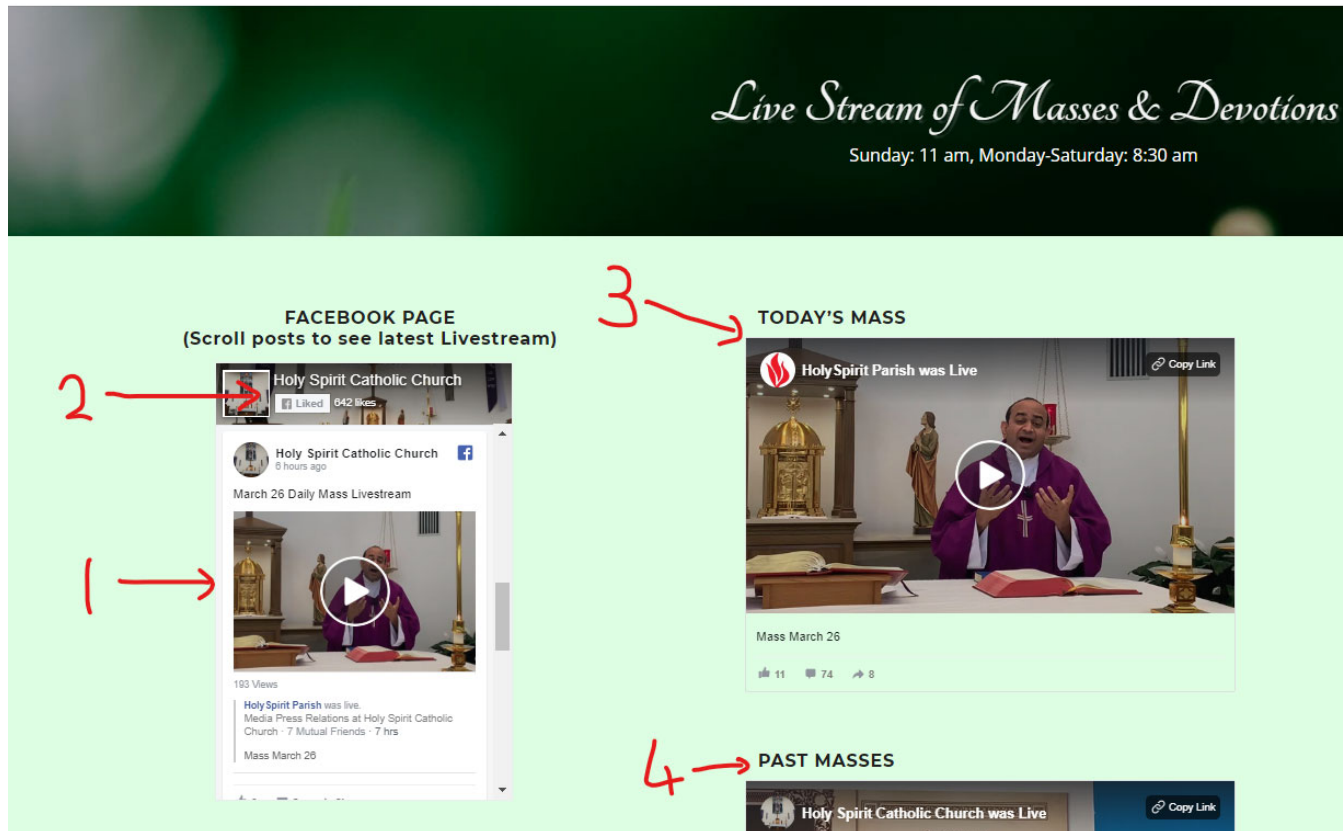 Live Stream of Masses & Devotions
Sunday: 11 am, Monday-Saturday: 8:30 am
FACEBOOK PAGE
(Scroll posts to see latest Livestream)
2
Holy Spirit Catholic Church
Liked 642 likes
Holy Spirit Catholic Church
6 hours ago
March 26 Daily Mass Livestream
1
193 Views
Holy Spirit Parish was live.
Media Press Relations at Holy Spirit Catholic
Church · 7 Mutual Friends · 7 hrs
Mass March 26
3
TODAY'S MASS
Holy Spirit Parish was Live
Copy Link
Mass March 26
11 74 8
4
PAST MASSES
Holy Spirit Catholic Church was Live
Copy Link